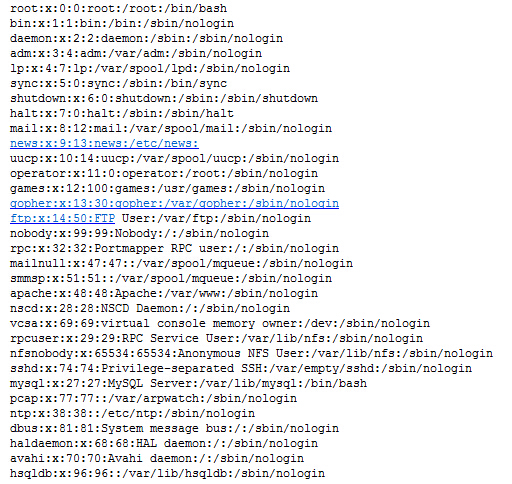 root:x:0:0:root:/root:/bin/bash
bin:x:1:1:bin:/bin:/sbin/nologin
daemon:x:2:2:daemon:/sbin:/sbin/nologin
adm:x:3:4:adm:/var/adm:/sbin/nologin
lp:x:4:7:lp:/var/spool/lpd:/sbin/nologin
sync:x:5:0:sync:/sbin:/bin/sync
shutdown:x:6:0:shutdown:/sbin:/sbin/shutdown
halt:x:7:0:halt:/sbin:/sbin/halt
mail:x:8:12:mail:/var/spool/mail:/sbin/nologin
news:x:9:13:news:/etc/news:
uucp:x:10:14:uucp:/var/spool/uucp:/sbin/nologin
operator:x:11:0:operator:/root:/sbin/nologin
games:x:12:100:games:/usr/games:/sbin/nologin
gopher:x:13:30:gopher:/var/gopher:/sbin/nologin
ftp:x:14:50:FTP User:/var/ftp:/sbin/nologin
nobody:x:99:99:Nobody:/:/sbin/nologin
rpc:x:32:32:Portmapper RPC user:/:/sbin/nologin
mailnull:x:47:47::/var/spool/mqueue:/sbin/nologin
smmsp:x:51:51::/var/spool/mqueue:/sbin/nologin
apache:x:48:48:Apache:/var/www:/sbin/nologin
nscd:x:28:28:NSCD Daemon:/:/sbin/nologin
vcsa:x:69:69:virtual console memory owner:/dev:/sbin/nologin
rpcuser:x:29:29:RPC Service User:/var/lib/nfs:/sbin/nologin
nfsnobody:x:65534:65534:Anonymous NFS User:/var/lib/nfs:/sbin/nologin
sshd:x:74:74:Privilege-separated SSH:/var/empty/sshd:/sbin/nologin
mysql:x:27:27:MySQL Server:/var/lib/mysql:/bin/bash
pcap:x:77:77::/var/arpwatch:/sbin/nologin
ntp:x:38:38::/etc/ntp:/sbin/nologin
dbus:x:81:81:System message bus:/:/sbin/nologin
haldaemon:x:68:68:HAL daemon:/:/sbin/nologin
avahi:x:70:70:Avahi daemon:/:/sbin/nologin
hsqldb:x:96:96::/var/lib/hsqldb:/sbin/nologin